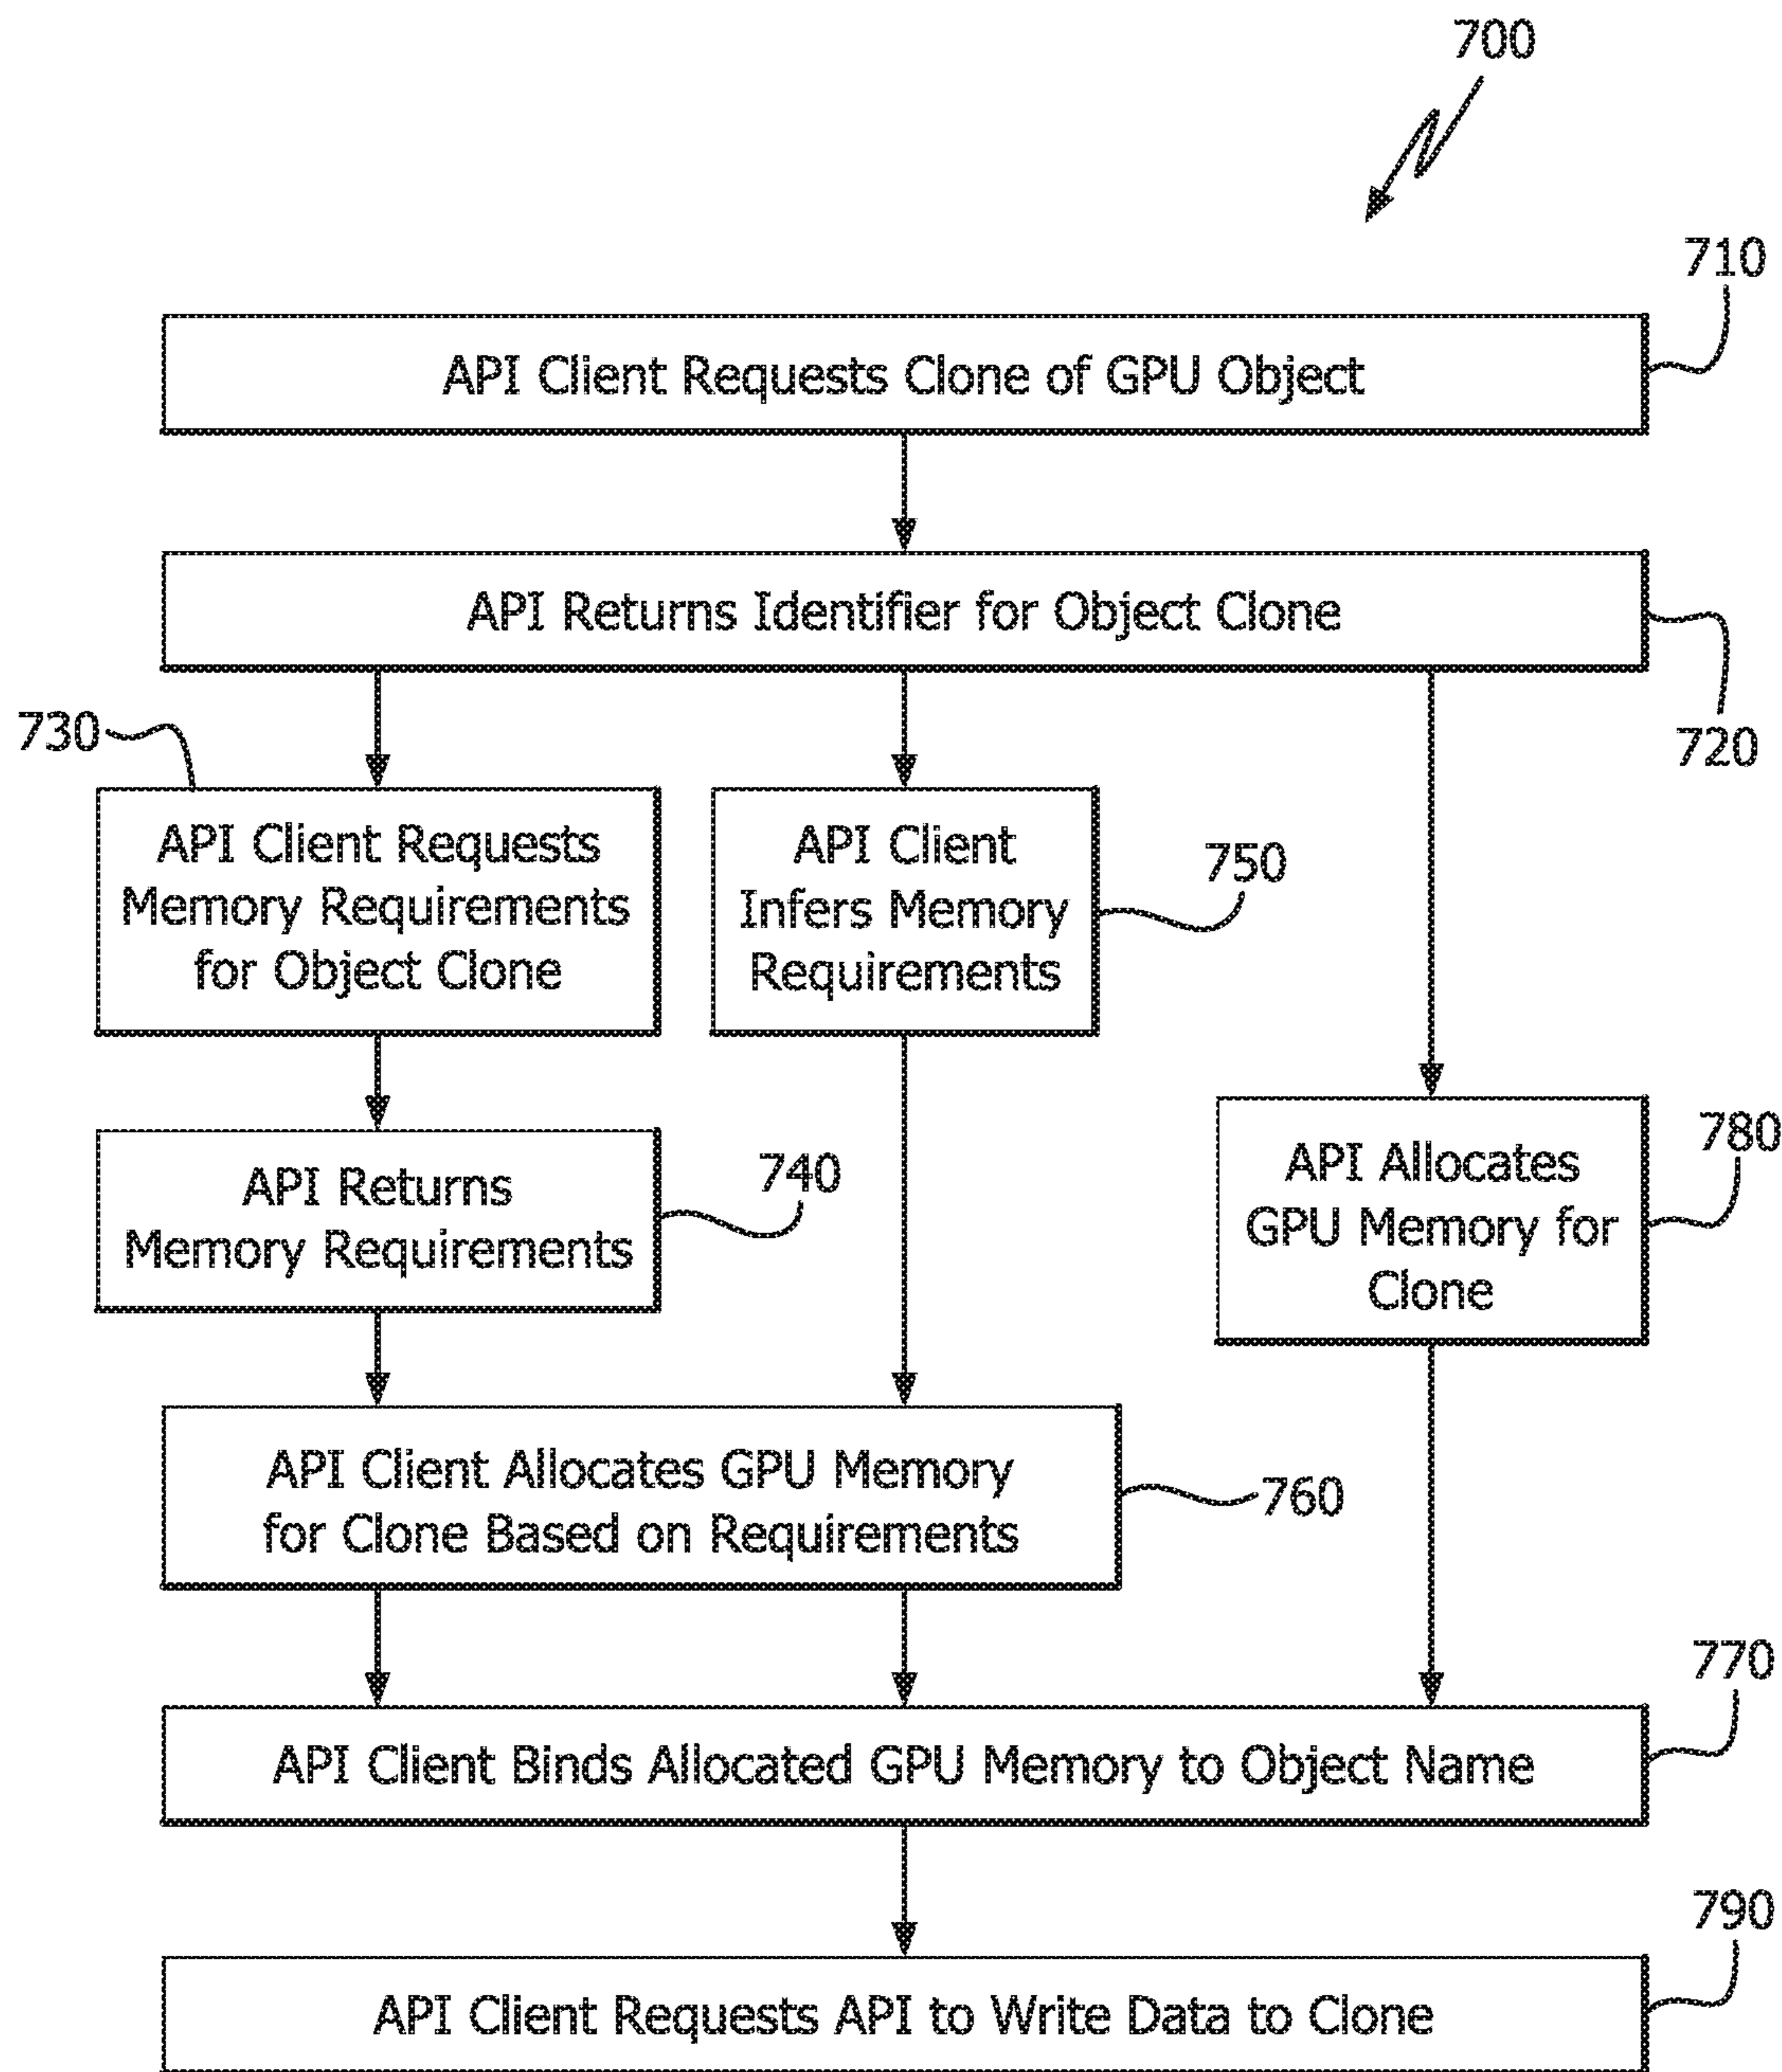 700
710
API Client Requests Clone of GPU Object
API Returns Identifier for Object Clone
720
730
API Client Requests
Memory Requirements
for Object Clone
API Client
Infers Memory
Requirements
750
API Returns
Memory Requirements
740
API Allocates
GPU Memory for
Clone
780
API Client Allocates GPU Memory
for Clone Based on Requirements
760
770
API Client Binds Allocated GPU Memory to Object Name
790
API Client Requests API to Write Data to Clone